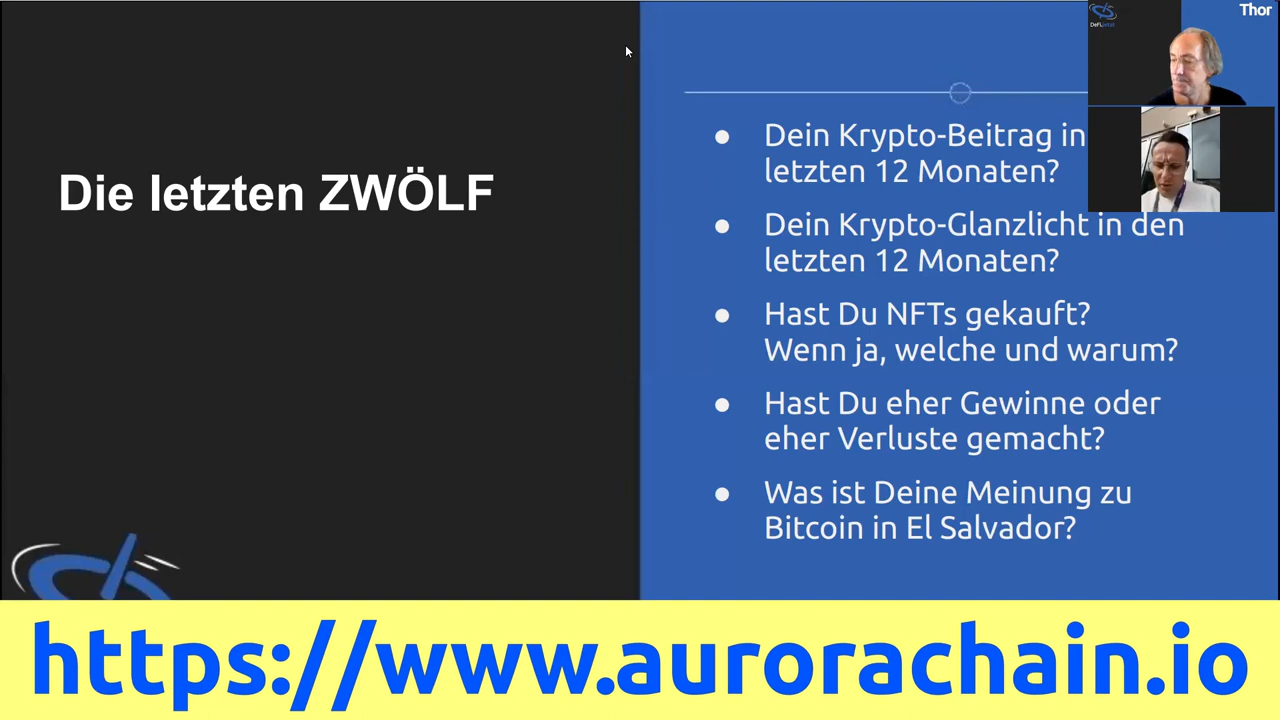 Thor
Die letzten ZWÖLF
● Dein Krypto-Beitrag in
letzten 12 Monaten?
● Dein Krypto-Glanzlicht in den
letzten 12 Monaten?
● Hast Du NFTs gekauft?
Wenn ja, welche und warum?
● Hast Du eher Gewinne oder
eher Verluste gemacht?
● Was ist Deine Meinung zu
Bitcoin in El Salvador?
https://www.aurorachain.io